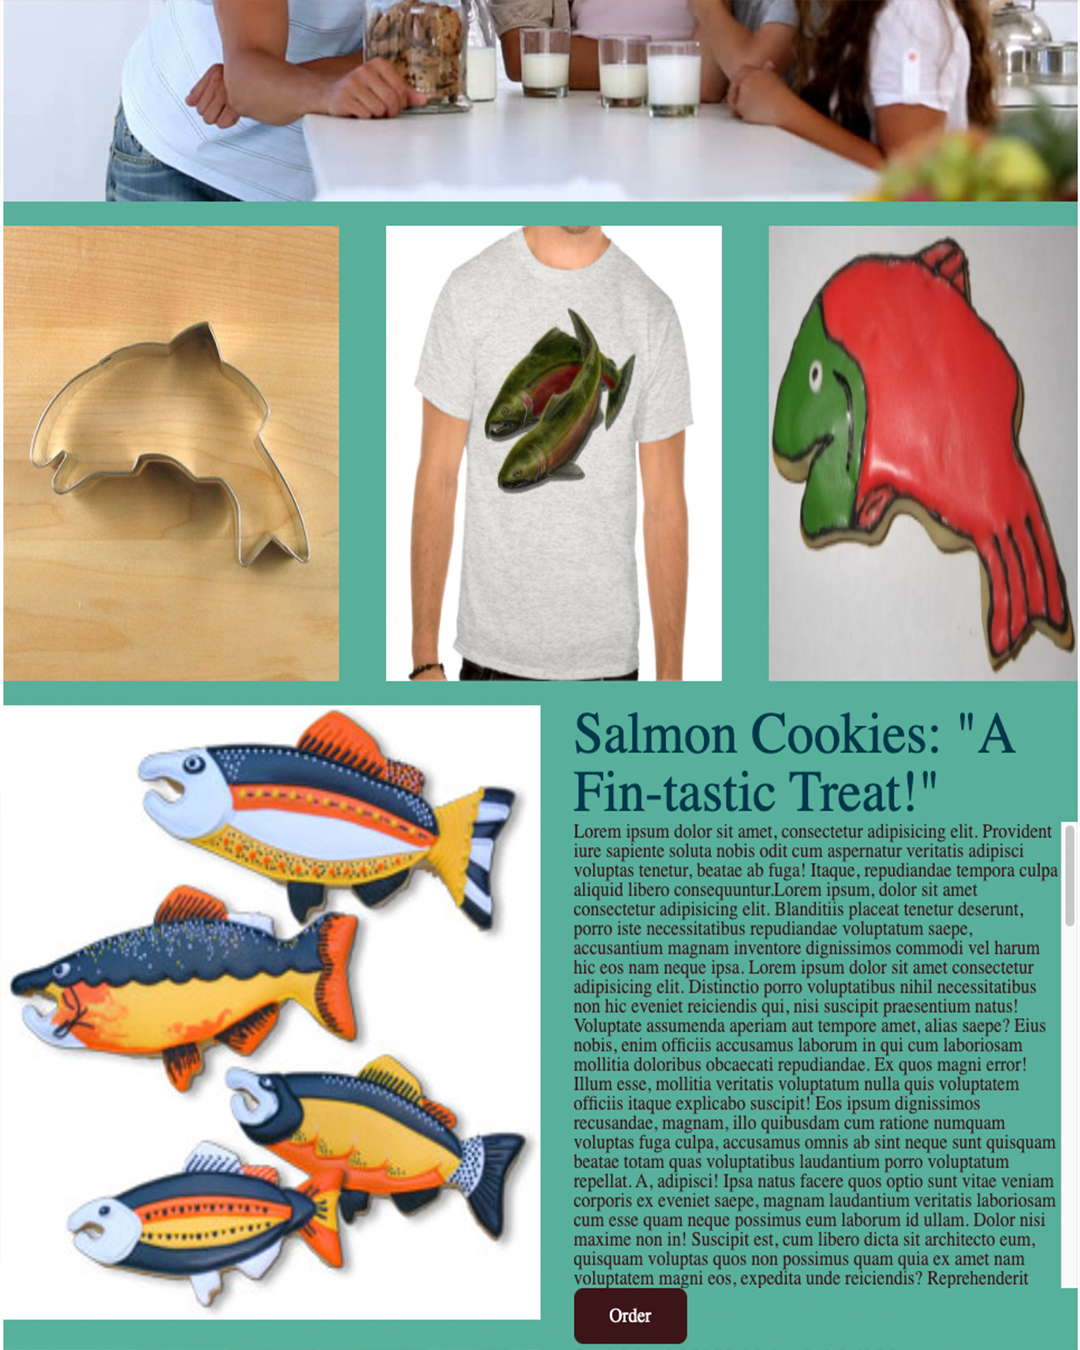 Salmon Cookies: "A
Fin-tastic Treat!"
Lorem ipsum dolor sit amet, consectetur adipisicing elit. Provident
iure sapiente soluta nobis odit cum aspernatur veritatis adipisci
voluptas tenetur, beatae ab fuga! Itaque, repudiandae tempora culpa
aliquid libero consequuntur.Lorem ipsum, dolor sit amet
consectetur adipisicing elit. Blanditiis placeat tenetur deserunt,
porro iste necessitatibus repudiandae voluptatum saepe,
accusantium magnam inventore dignissimos commodi vel harum
hic eos nam neque ipsa. Lorem ipsum dolor sit amet consectetur
adipisicing elit. Distinctio porro voluptatibus nihil necessitatibus
non hic eveniet reiciendis qui, nisi suscipit praesentium natus!
Voluptate assumenda aperiam aut tempore amet, alias saepe? Eius
nobis, enim officiis accusamus laborum in qui cum laboriosam
mollitia doloribus obcaecati repudiandae. Ex quos magni error!
Illum esse, mollitia veritatis voluptatum nulla quis voluptatem
officiis itaque explicabo suscipit! Eos ipsum dignissimos
recusandae, magnam, illo quibusdam cum ratione numquam
voluptas fuga culpa, accusamus omnis ab sint neque sunt quisquam
beatae totam quas voluptatibus laudantium porro voluptatum
repellat. A, adipisci! Ipsa natus facere quos optio sunt vitae veniam
corporis ex eveniet saepe, magnam laudantium veritatis laboriosam
cum esse quam neque possimus eum laborum id ullam. Dolor nisi
maxime non in! Suscipit est, cum libero dicta sit architecto eum,
quisquam voluptas quos non possimus quam quia ex amet nam
voluptatem magni eos, expedita unde reiciendis? Reprehenderit
Order